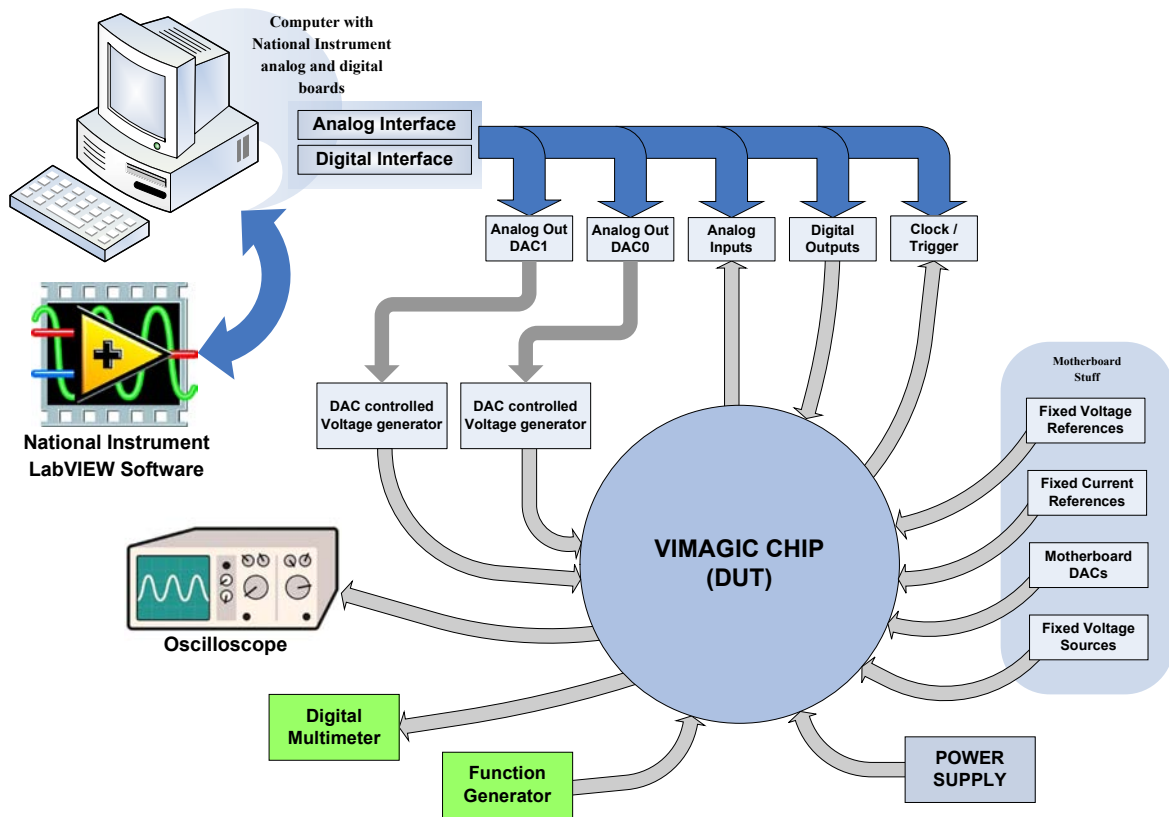 Computer with
National Instrument
analog and digital
boards
Analog Interface
Digital Interface
Analog Out
DAC1
Analog Out
DAC0
Analog
Inputs
Digital
Outputs
Clock /
Trigger
National Instrument
LabVIEW Software
DAC controlled
Voltage generator
DAC controlled
Voltage generator
Motherboard
Stuff
Fixed Voltage
References
Fixed Current
References
Motherboard
DACs
Fixed Voltage
Sources
VIMAGIC CHIP
(DUT)
Oscilloscope
Digital
Multimeter
Function
Generator
POWER
SUPPLY